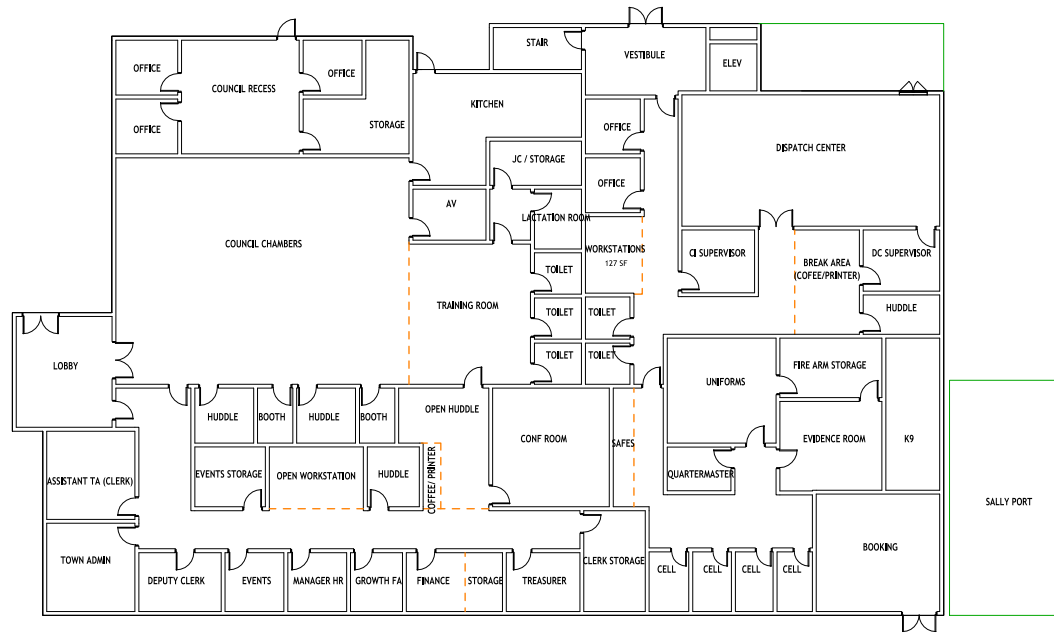 STAIR
VESTIBULE
ELEV
OFFICE
COUNCIL RECESS
OFFICE
KITCHEN
OFFICE
STORAGE
OFFICE
DISPATCH CENTER
JC / STORAGE
OFFICE
AV
LACTATION ROOM
COUNCIL CHAMBERS
WORKSTATIONS
127 SF
CI SUPERVISOR
BREAK AREA
(COFEE/PRINTER)
DC SUPERVISOR
TOILET
TRAINING ROOM
TOILET
TOILET
HUDDLE
LOBBY
TOILET
TOILET
FIRE ARM STORAGE
UNIFORMS
HUDDLE
BOOTH
HUDDLE
BOOTH
OPEN HUDDLE
CONF ROOM
SAFES
EVIDENCE ROOM
K9
ASSISTANT TA (CLERK)
EVENTS STORAGE
OPEN WORKSTATION
HUDDLE
COFFEE/ PRINTER
QUARTERMASTER
SALLY PORT
TOWN ADMIN
DEPUTY CLERK
EVENTS
MANAGER HR
GROWTH FA
FINANCE
STORAGE
TREASURER
CLERK STORAGE
CELL
CELL
CELL
CELL
BOOKING